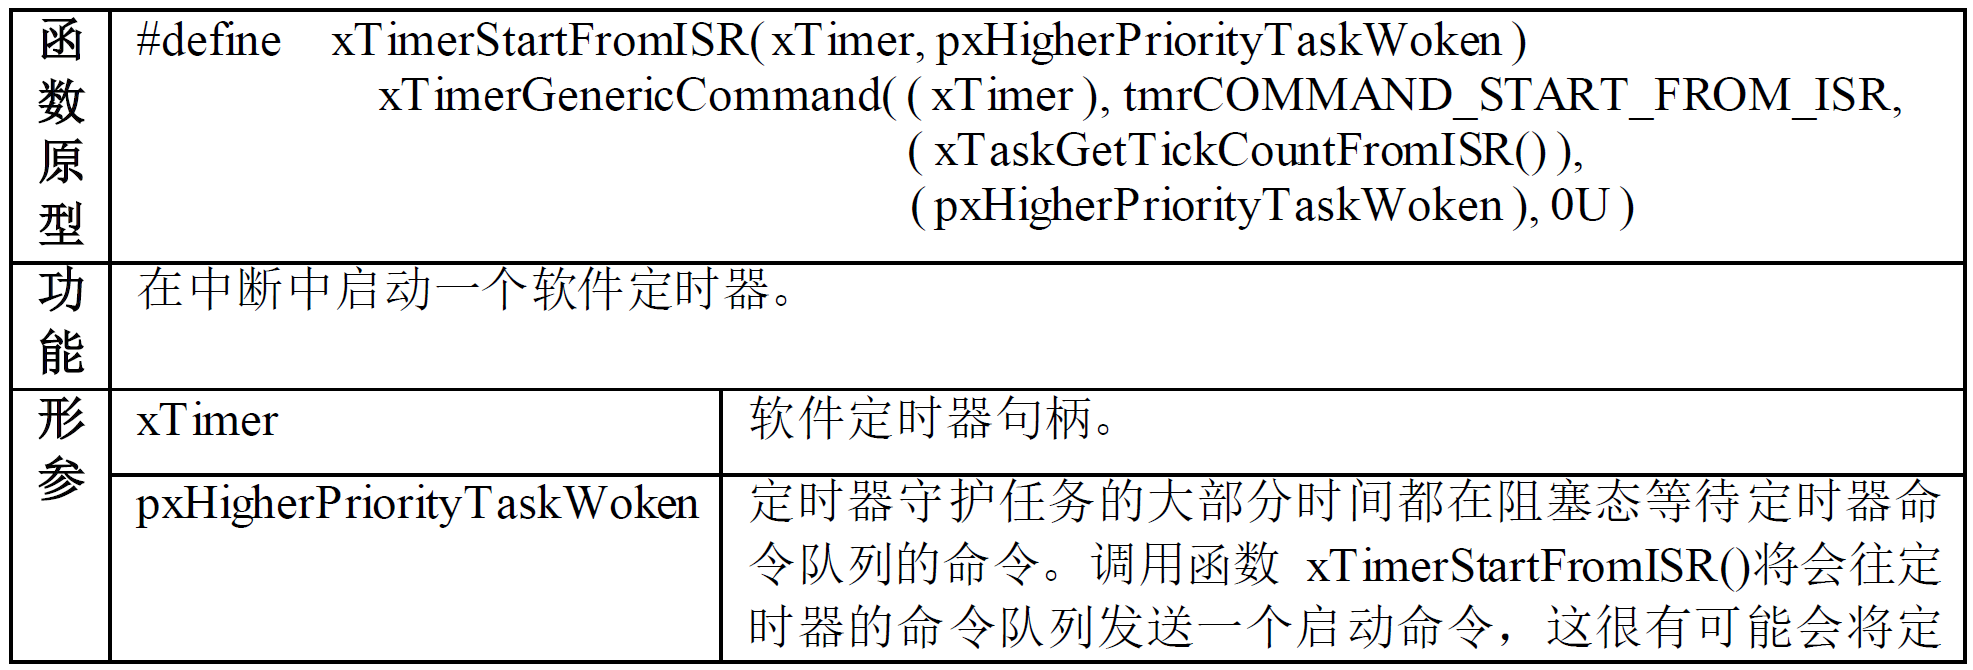 函数原型
#define xTimerStartFromISR( xTimer, pxHigherPriorityTaskWoken )
xTimerGenericCommand( ( xTimer ), tmrCOMMAND_START_FROM_ISR,
( xTaskGetTickCountFromISR() ),
( pxHigherPriorityTaskWoken ), 0U )
功能
在中断中启动一个软件定时器。
形参
xTimer
软件定时器句柄。
pxHigherPriorityTaskWoken
定时器守护任务的大部分时间都在阻塞态等待定时器命
令队列的命令。调用函数 xTimerStartFromISR()将会往定
时器的命令队列发送一个启动命令，这很有可能会将定